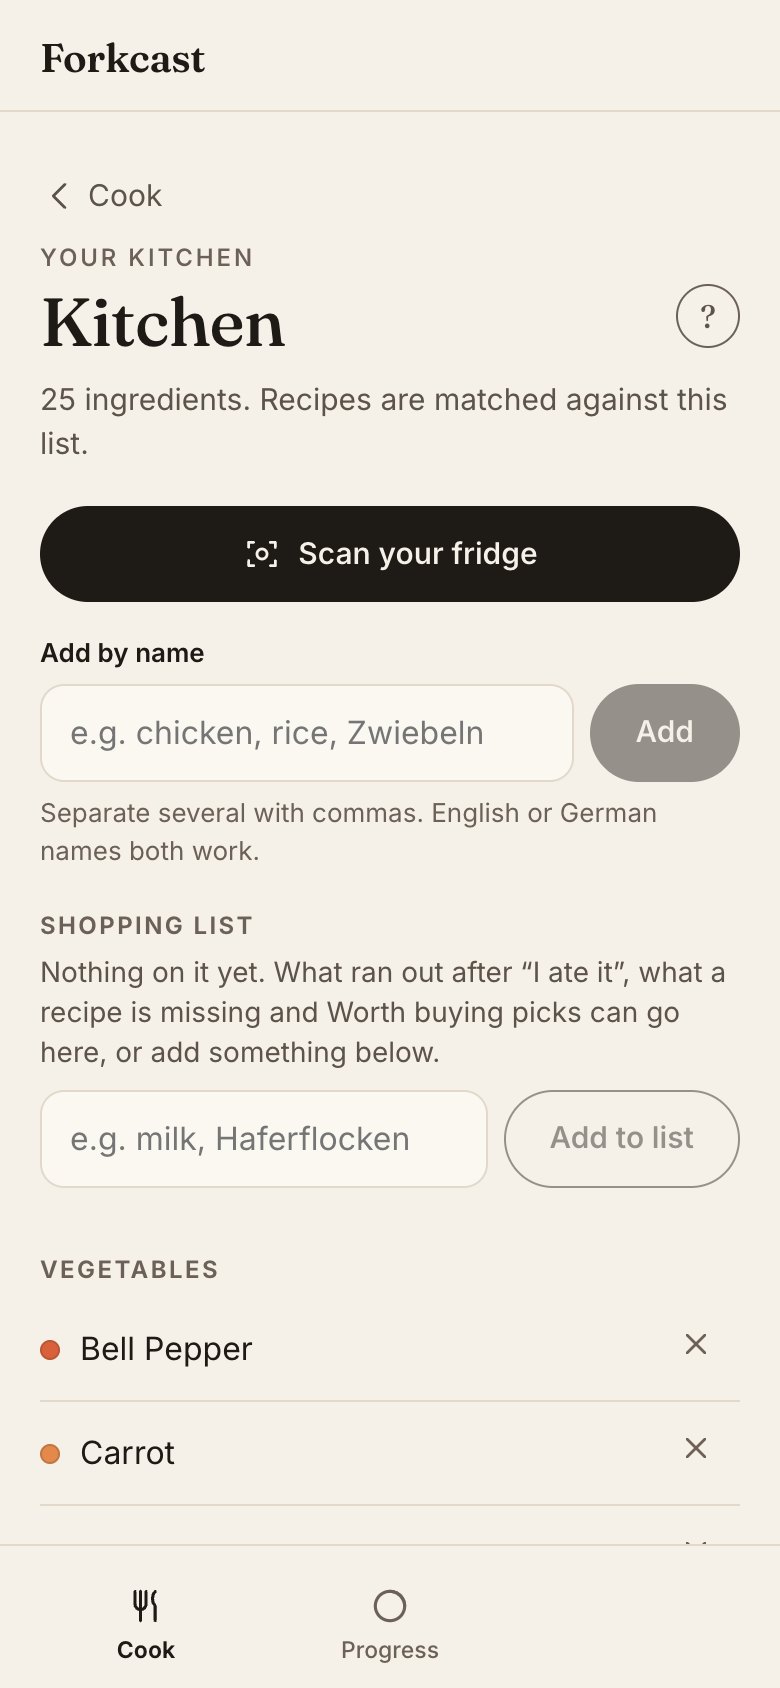 Forkcast
Cook
YOUR KITCHEN
Kitchen
?
25 ingredients. Recipes are matched against this
list.
Scan your fridge
Add by name
e.g. chicken, rice, Zwiebeln
Add
Separate several with commas. English or German
names both work.
SHOPPING LIST
Nothing on it yet. What ran out after “I ate it”, what a
recipe is missing and Worth buying picks can go
here, or add something below.
e.g. milk, Haferflocken
Add to list
VEGETABLES
Bell Pepper
Carrot
Cook
Progress